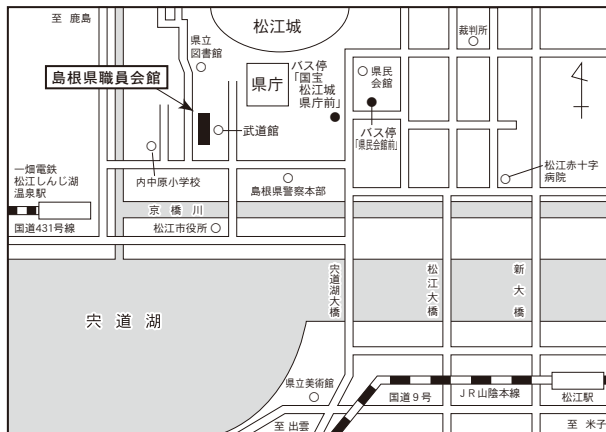 至 鹿島
松江城
裁判所
県立
図書館
県庁
バス停
「国宝
松江城
県庁前」
県民
会館
島根県職員会館
武道館
バス停
「県民会館前」
一畑電鉄
松江しんじ湖
温泉駅
内中原小学校
島根県警察本部
松江赤十字
病院
京橋川
国道431号線
松江市役所
宍道湖
宍道湖大橋
松江大橋
新大橋
県立美術館
国道9号
JR山陰本線
松江駅
至 出雲
至 米子